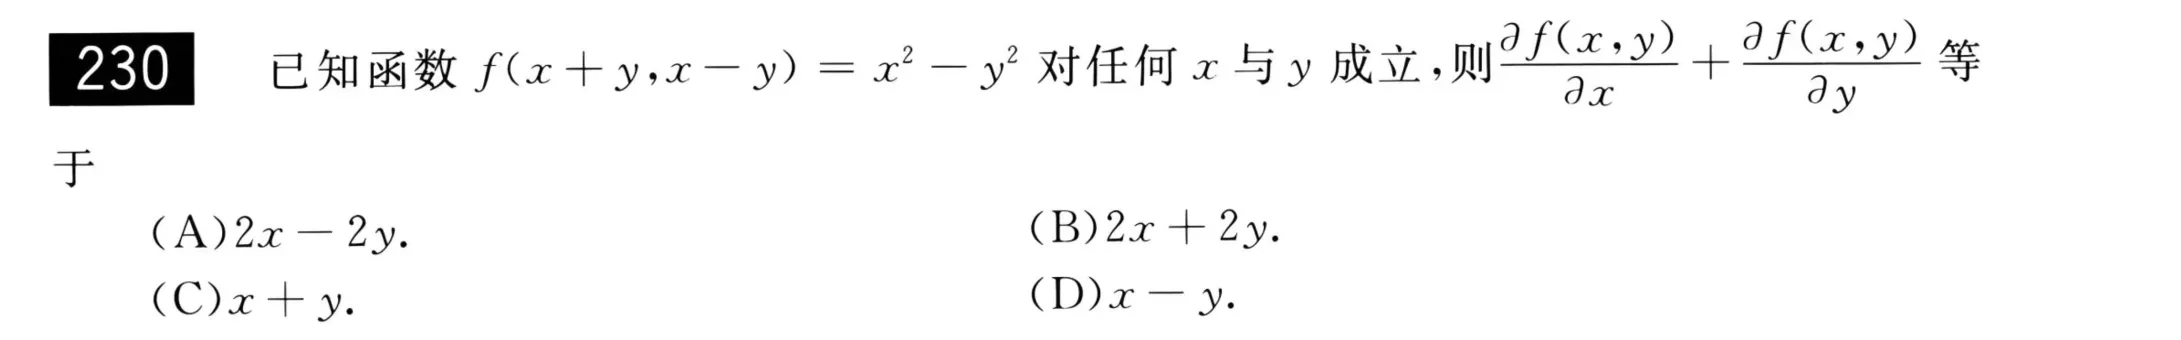 230 已知函数 f(x + y, x − y) = x² − y² 对任何 x 与 y 成立,则 ∂f(x,y)/∂x + ∂f(x,y)/∂y 等
于
(A)2x − 2y. (B)2x + 2y.
(C)x + y. (D)x − y.